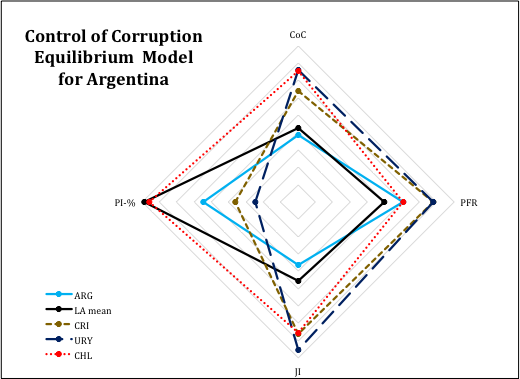 Control of Corruption
Equilibrium Model
for Argentina
CoC
PI-%
PFR
ARG
LA mean
CRI
URY
CHL
JI